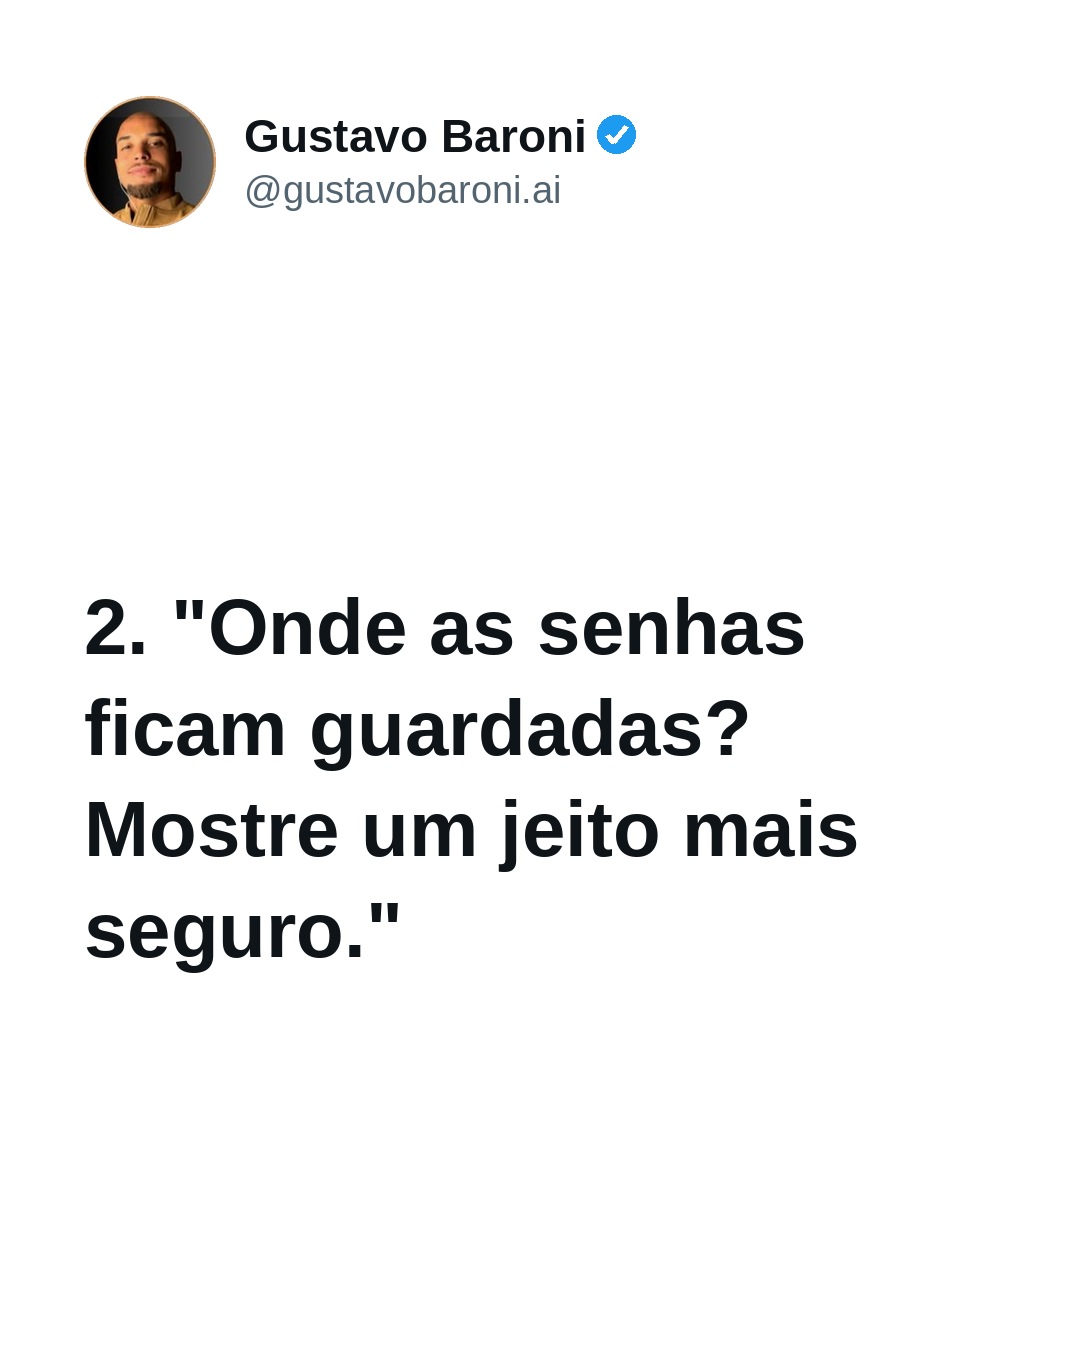 Gustavo Baroni
@gustavobaroni.ai
2. "Onde as senhas
ficam guardadas?
Mostre um jeito mais
seguro."